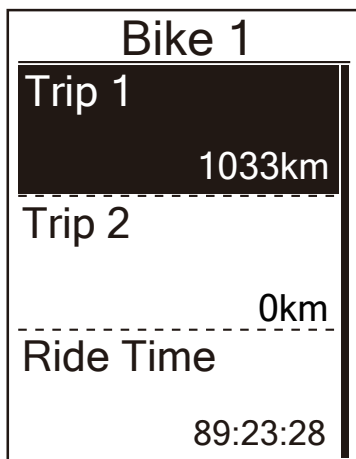 Bike 1
Trip 1
1033km
Trip 2
0km
Ride Time
89:23:28